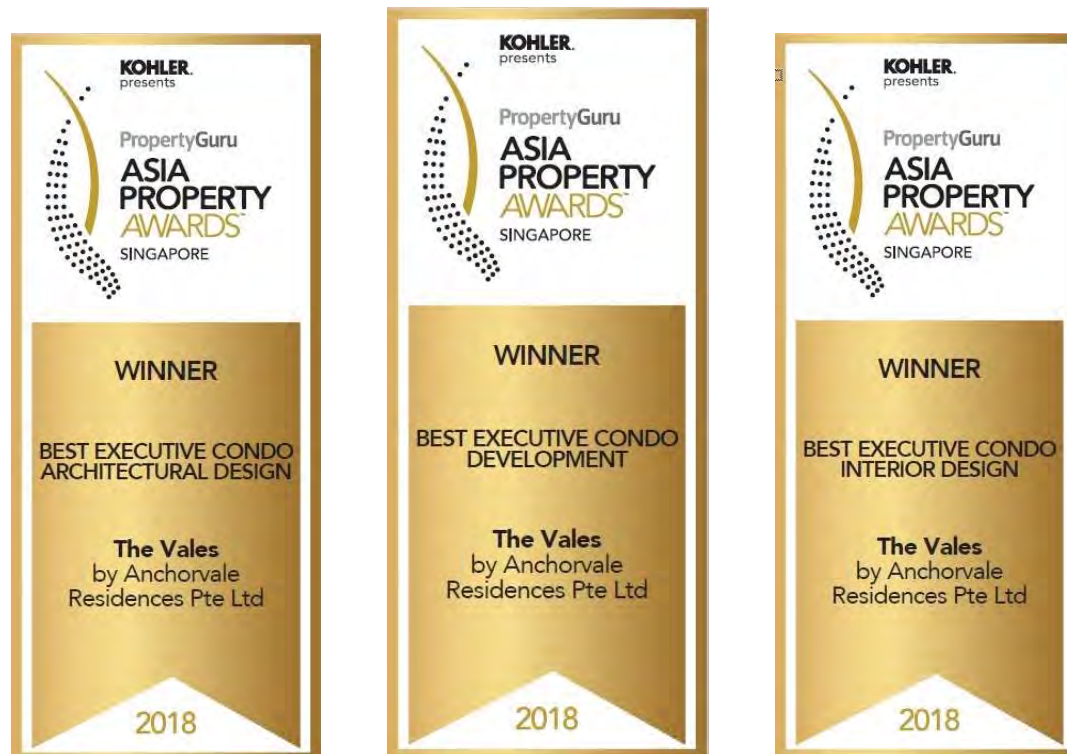 KOHLER.
presents
PropertyGuru
ASIA
PROPERTY
AWARDS™
SINGAPORE
WINNER
BEST EXECUTIVE CONDO
ARCHITECTURAL DESIGN
The Vales
by Anchorvale
Residences Pte Ltd
2018
KOHLER.
presents
PropertyGuru
ASIA
PROPERTY
AWARDS™
SINGAPORE
WINNER
BEST EXECUTIVE CONDO
DEVELOPMENT
The Vales
by Anchorvale
Residences Pte Ltd
2018
KOHLER.
presents
PropertyGuru
ASIA
PROPERTY
AWARDS™
SINGAPORE
WINNER
BEST EXECUTIVE CONDO
INTERIOR DESIGN
The Vales
by Anchorvale
Residences Pte Ltd
2018